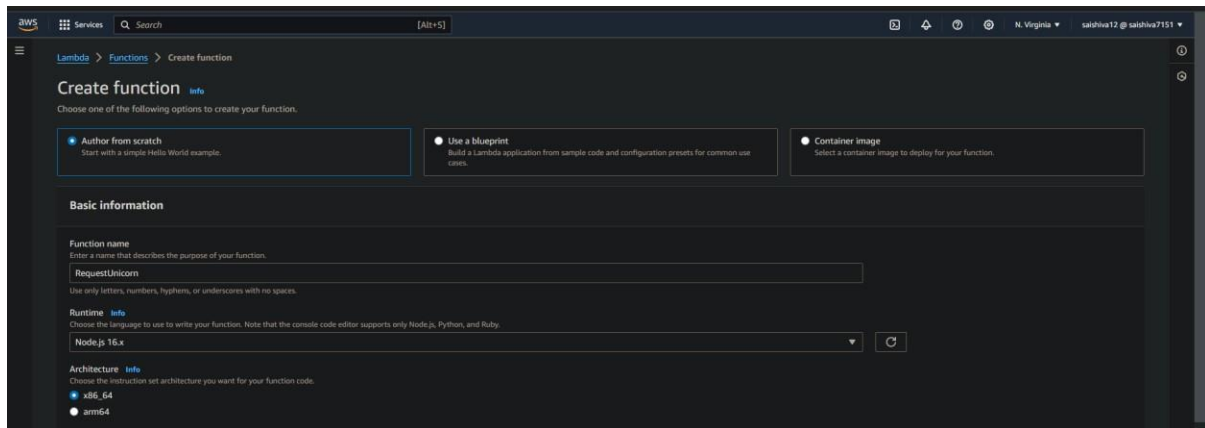 aws Services Search [Alt+S] N. Virginia saishiva12 @ saishiva7151
Lambda > Functions > Create function
Create function Info
Choose one of the following options to create your function.
Author from scratch
Start with a simple Hello World example.
Use a blueprint
Build a Lambda application from sample code and configuration presets for common use
cases.
Container image
Select a container image to deploy for your function.
Basic information
Function name
Enter a name that describes the purpose of your function.
RequestUnicorn
Use only letters, numbers, hyphens, or underscores with no spaces.
Runtime Info
Choose the language to use to write your function. Note that the console code editor supports only Node.js, Python, and Ruby.
Node.js 16.x
Architecture Info
Choose the instruction set architecture you want for your function code.
x86_64
arm64